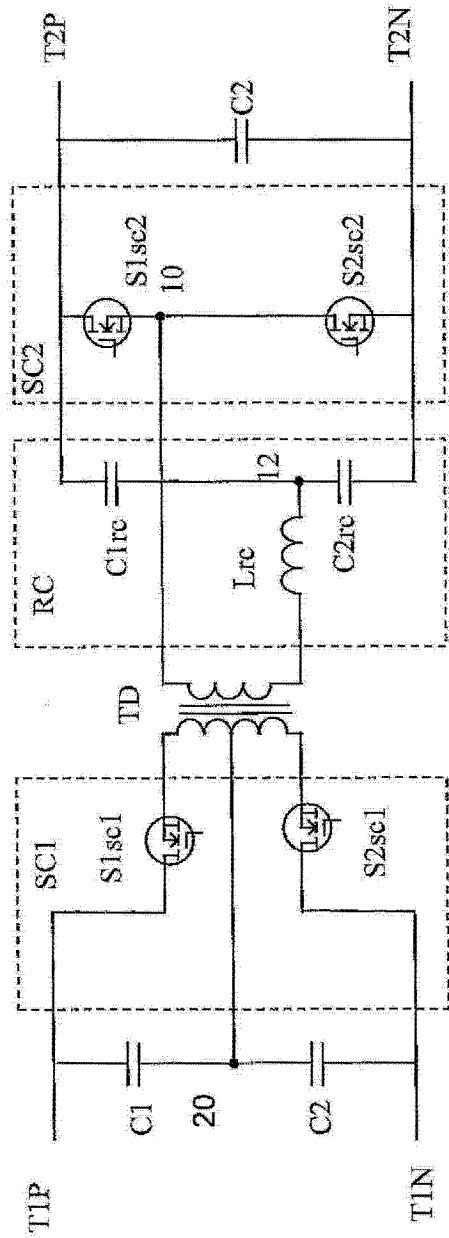 T1P
T1N
C1
20
C2
SC1
S1sc1
S2sc1
TD
RC
C1rc
12
Lrc
C2rc
SC2
S1sc2
10
S2sc2
C2
T2P
T2N